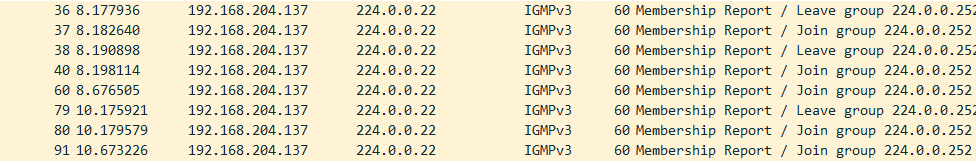 36 8.177936 192.168.204.137 224.0.0.22 IGMPv3 60 Membership Report / Leave group 224.0.0.252
37 8.182640 192.168.204.137 224.0.0.22 IGMPv3 60 Membership Report / Join group 224.0.0.252
38 8.190898 192.168.204.137 224.0.0.22 IGMPv3 60 Membership Report / Leave group 224.0.0.252
40 8.198114 192.168.204.137 224.0.0.22 IGMPv3 60 Membership Report / Join group 224.0.0.252
60 8.676505 192.168.204.137 224.0.0.22 IGMPv3 60 Membership Report / Join group 224.0.0.252
79 10.175921 192.168.204.137 224.0.0.22 IGMPv3 60 Membership Report / Leave group 224.0.0.252
80 10.179579 192.168.204.137 224.0.0.22 IGMPv3 60 Membership Report / Join group 224.0.0.252
91 10.673226 192.168.204.137 224.0.0.22 IGMPv3 60 Membership Report / Join group 224.0.0.252